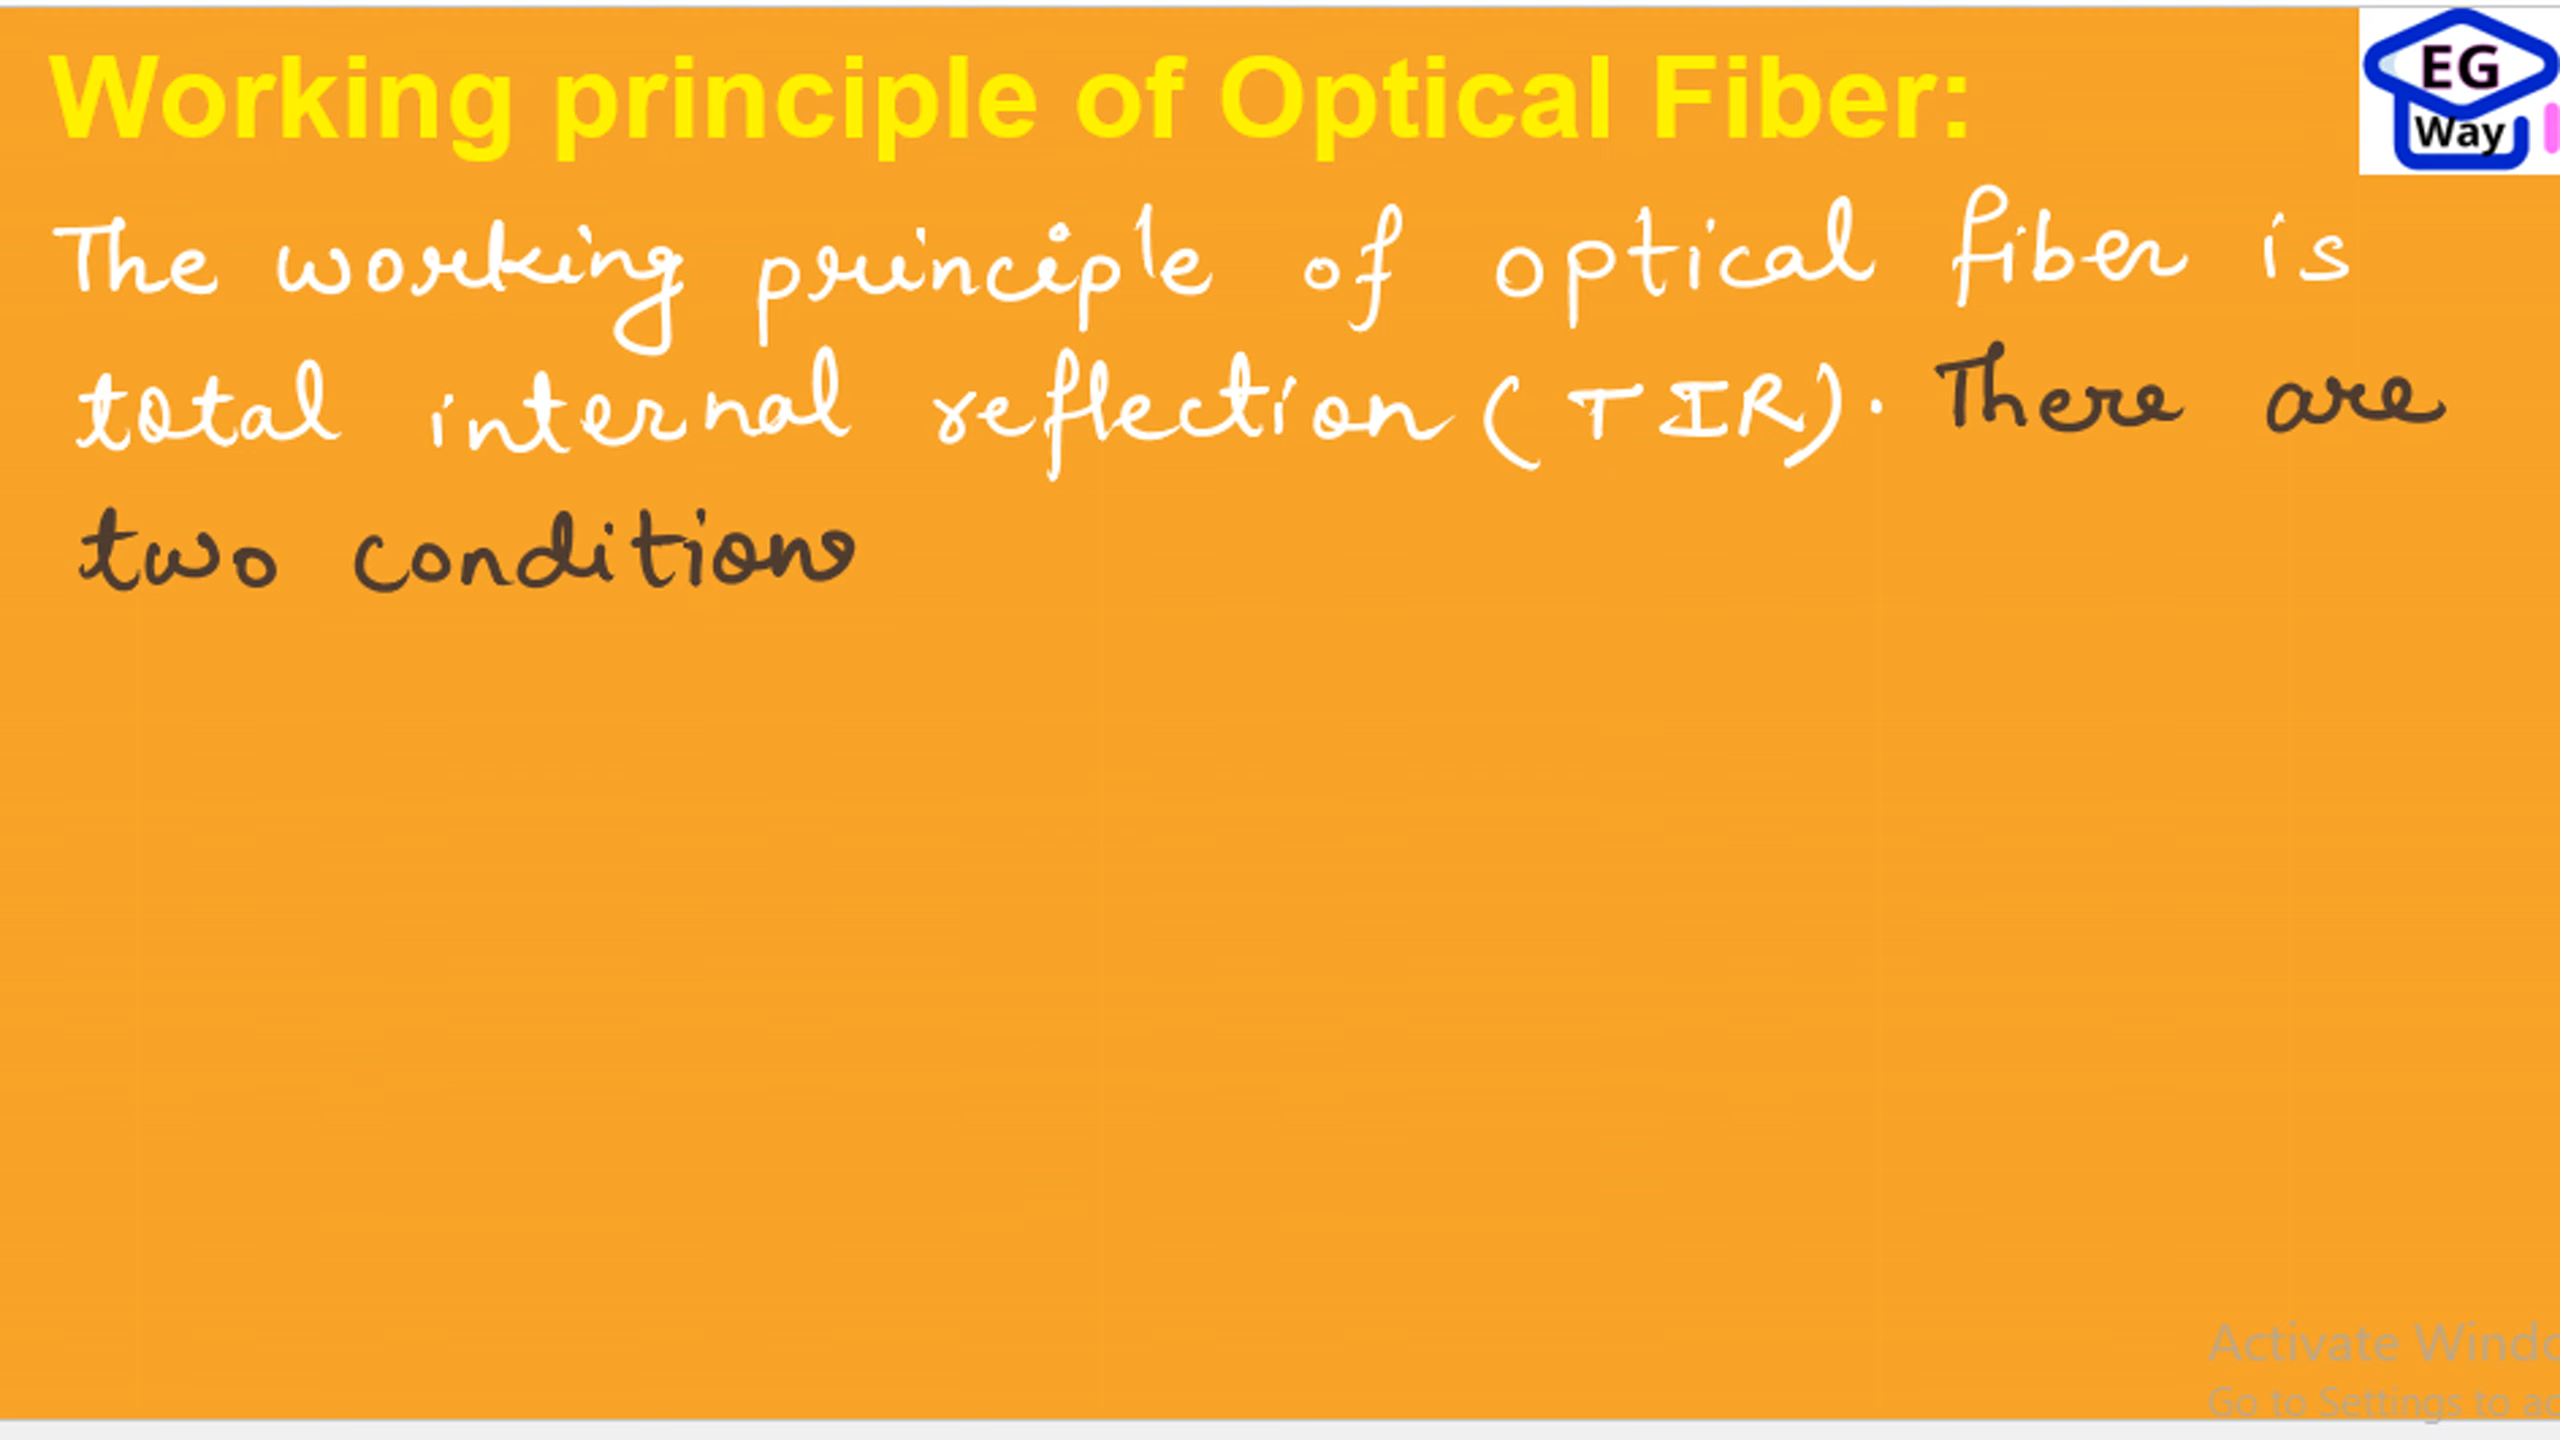 Working principle of Optical Fiber:
EG
Way
The working principle of optical fiber is
total internal reflection (TIR). There are
two conditions
Activate Windo
Go to Settings to ac